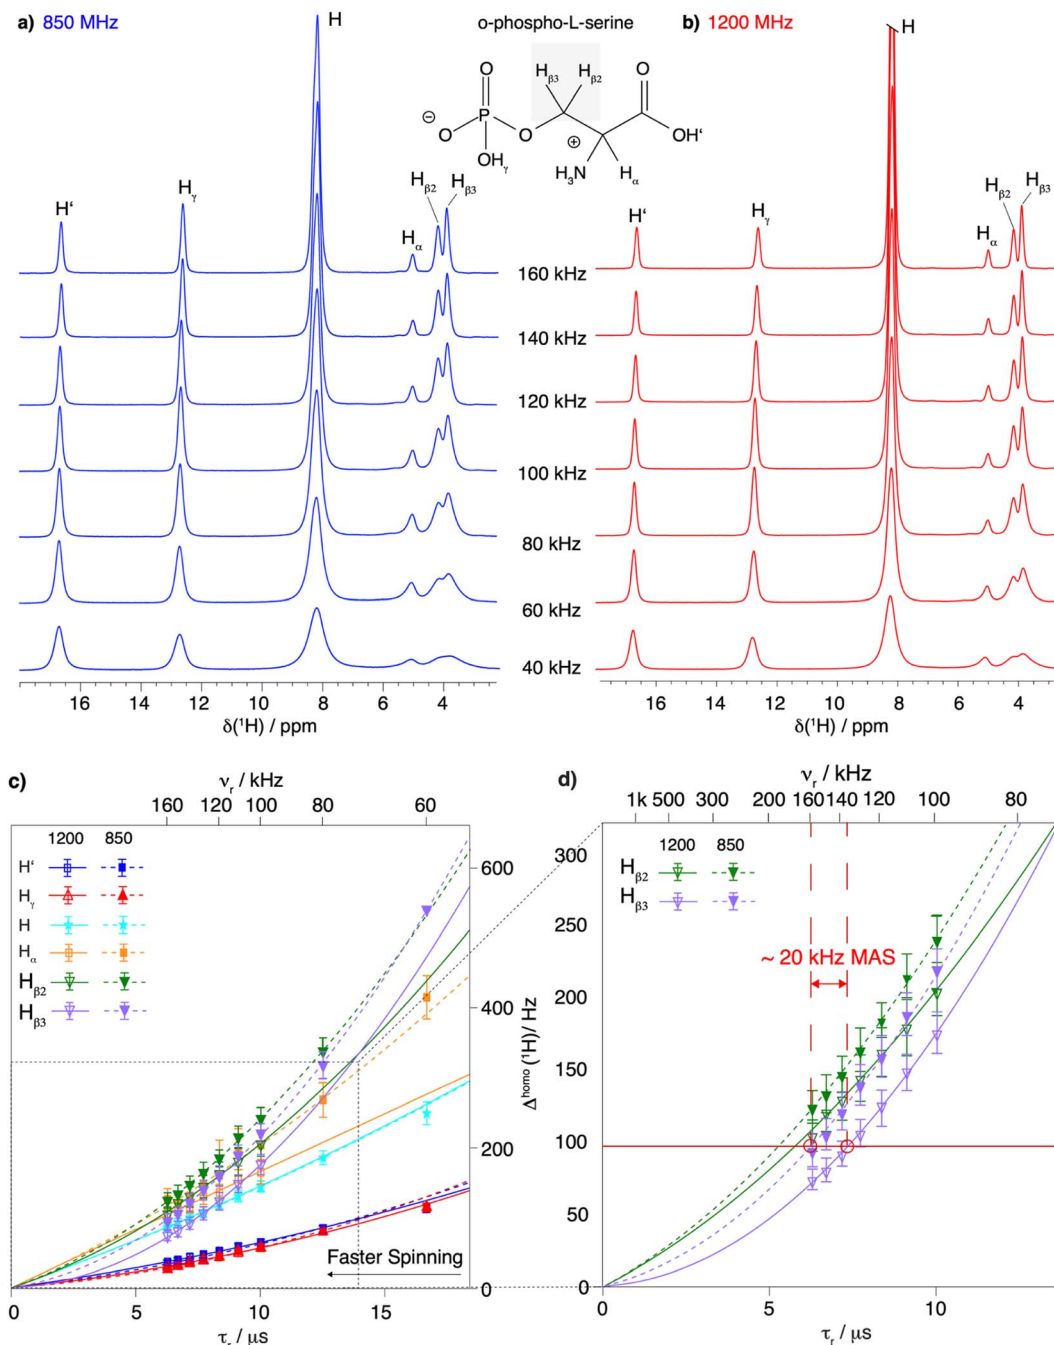 a) 850 MHz
o-phospho-L-serine
b) 1200 MHz
H
H
Hβ3 Hβ2
O
O
P
⊖ O
O
⊕
OH‘
OHγ
H3N
Hα
H‘
Hγ
Hα
Hβ2
Hβ3
H‘
Hγ
Hα
Hβ2
Hβ3
160 kHz
140 kHz
120 kHz
100 kHz
80 kHz
60 kHz
40 kHz
16 14 12 10 8 6 4
δ(¹H) / ppm
16 14 12 10 8 6 4
δ(¹H) / ppm
c)
νr / kHz
160 120 100 80 60
1200 850
H‘
Hγ
H
Hα
Hβ2
Hβ3
600
400
200
0
Δhomo (¹H)/ Hz
Faster Spinning
0 5 10 15
τr / μs
d)
νr / kHz
1k 500 300 200 160 140 120 100 80
1200 850
Hβ2
Hβ3
~ 20 kHz MAS
300
250
200
150
100
50
0
0 5 10
τr / μs